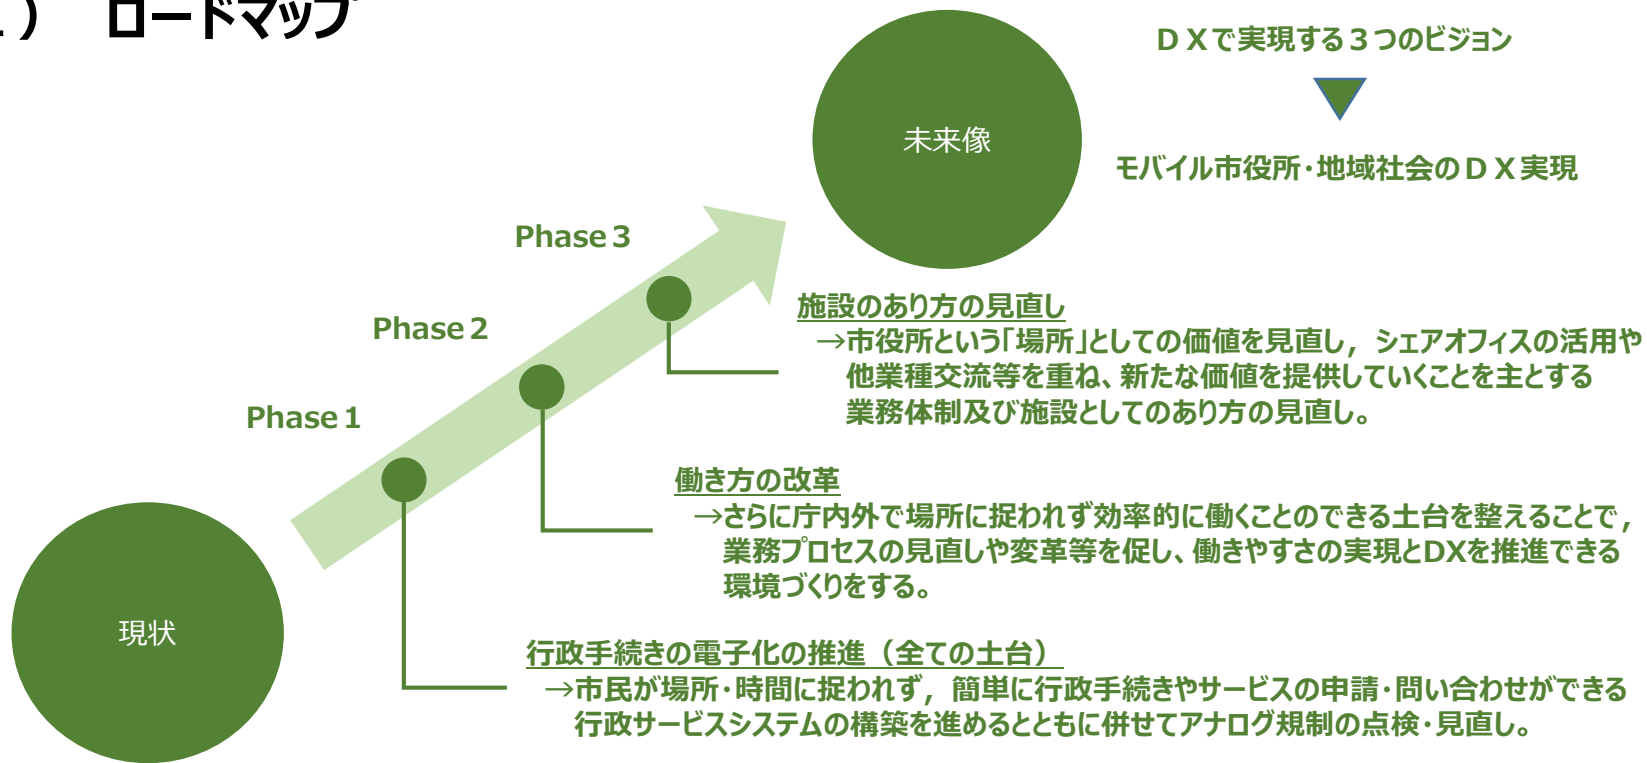 ） ロードマップ
ＤＸで実現する３つのビジョン
未来像
モバイル市役所・地域社会のＤＸ実現
Phase３
Phase２
Phase１
施設のあり方の見直し
→市役所という「場所」としての価値を見直し，シェアオフィスの活用や
他業種交流等を重ね、新たな価値を提供していくことを主とする
業務体制及び施設としてのあり方の見直し。
働き方の改革
→さらに庁内外で場所に捉われず効率的に働くことのできる土台を整えることで，
業務プロセスの見直しや変革等を促し、働きやすさの実現とDXを推進できる
環境づくりをする。
現状
行政手続きの電子化の推進（全ての土台）
→市民が場所・時間に捉われず，簡単に行政手続きやサービスの申請・問い合わせができる
行政サービスシステムの構築を進めるとともに併せてアナログ規制の点検・見直し。